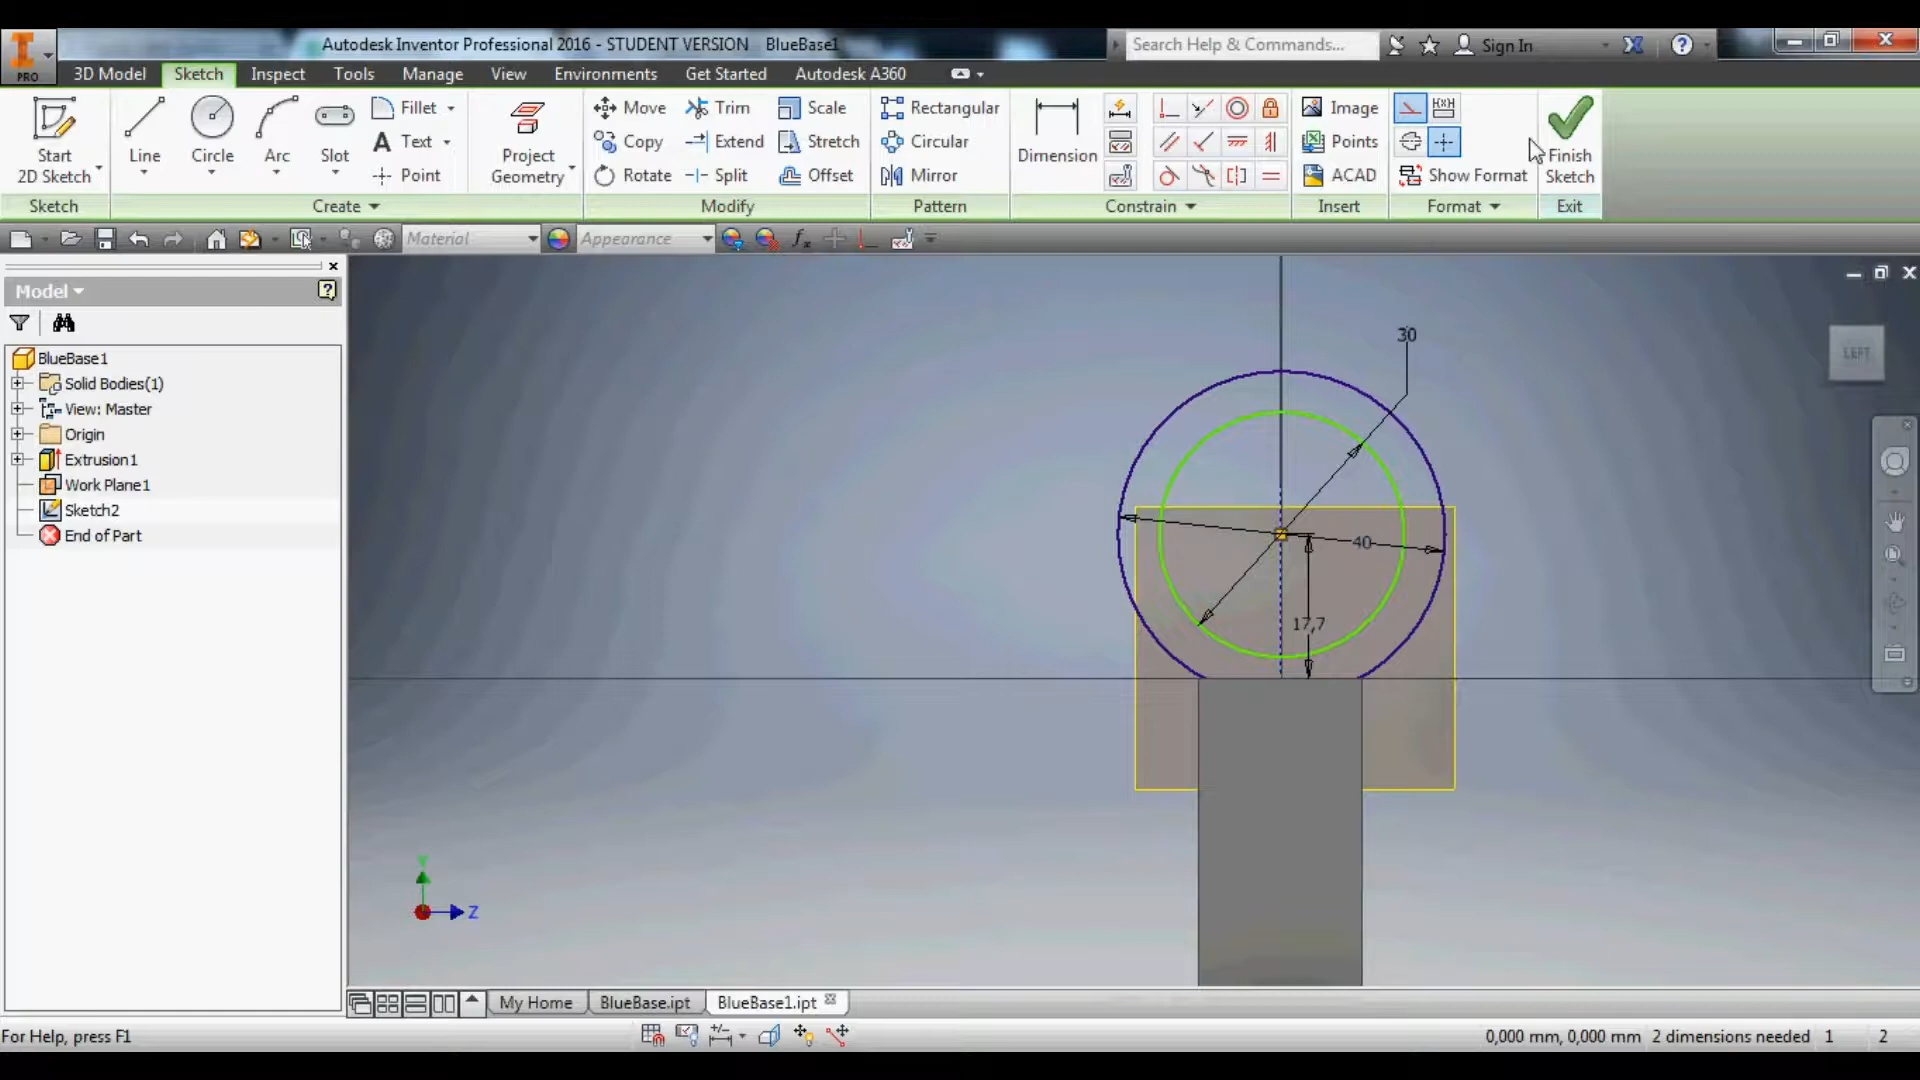 Autodesk Inventor Professional 2016 - STUDENT VERSION BlueBase1
Search Help & Commands...
Sign In
PRO
3D Model Sketch Inspect Tools Manage View Environments Get Started Autodesk A360
Start
2D Sketch
Line
Circle
Arc
Slot
Fillet
Text
Point
Project
Geometry
Move
Copy
Rotate
Trim
Extend
Split
Scale
Stretch
Offset
Rectangular
Circular
Mirror
Dimension
Image
Points
ACAD
Show Format
Finish
Sketch
Sketch Create Modify Pattern Constrain Insert Format Exit
Material
Appearance
fx
Model
BlueBase1
Solid Bodies(1)
View: Master
Origin
Extrusion1
Work Plane1
Sketch2
End of Part
30
40
17,7
LEFT
Y
Z
My Home BlueBase.ipt BlueBase1.ipt
For Help, press F1
0,000 mm, 0,000 mm 2 dimensions needed 1 2